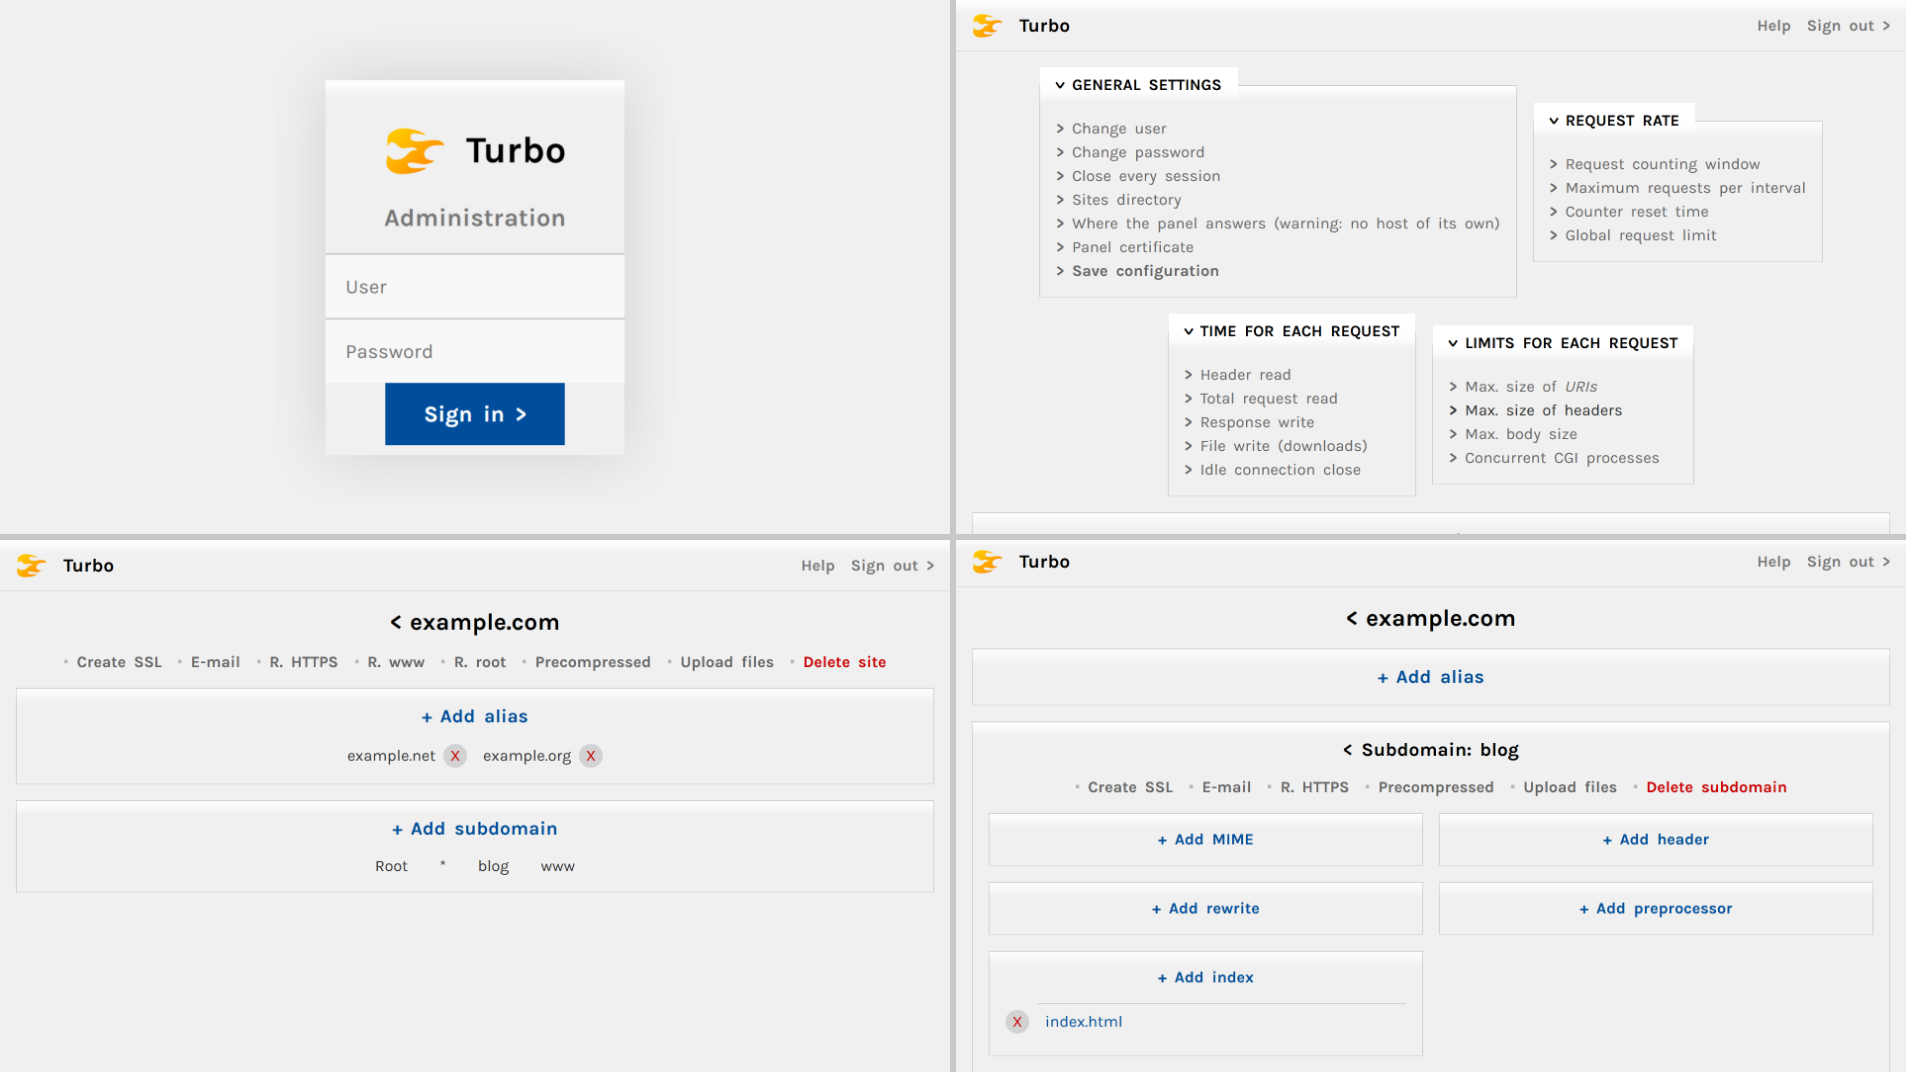 Turbo
Administration
User
Password
Sign in >
Turbo
Help Sign out >
GENERAL SETTINGS
> Change user
> Change password
> Close every session
> Sites directory
> Where the panel answers (warning: no host of its own)
> Panel certificate
> Save configuration
REQUEST RATE
> Request counting window
> Maximum requests per interval
> Counter reset time
> Global request limit
TIME FOR EACH REQUEST
> Header read
> Total request read
> Response write
> File write (downloads)
> Idle connection close
LIMITS FOR EACH REQUEST
> Max. size of URIs
> Max. size of headers
> Max. body size
> Concurrent CGI processes
Turbo
Help Sign out >
< example.com
· Create SSL · E-mail · R. HTTPS · R. www · R. root · Precompressed · Upload files · Delete site
+ Add alias
example.net X example.org X
+ Add subdomain
Root * blog www
Turbo
Help Sign out >
< example.com
+ Add alias
< Subdomain: blog
· Create SSL · E-mail · R. HTTPS · Precompressed · Upload files · Delete subdomain
+ Add MIME
+ Add header
+ Add rewrite
+ Add preprocessor
+ Add index
X index.html